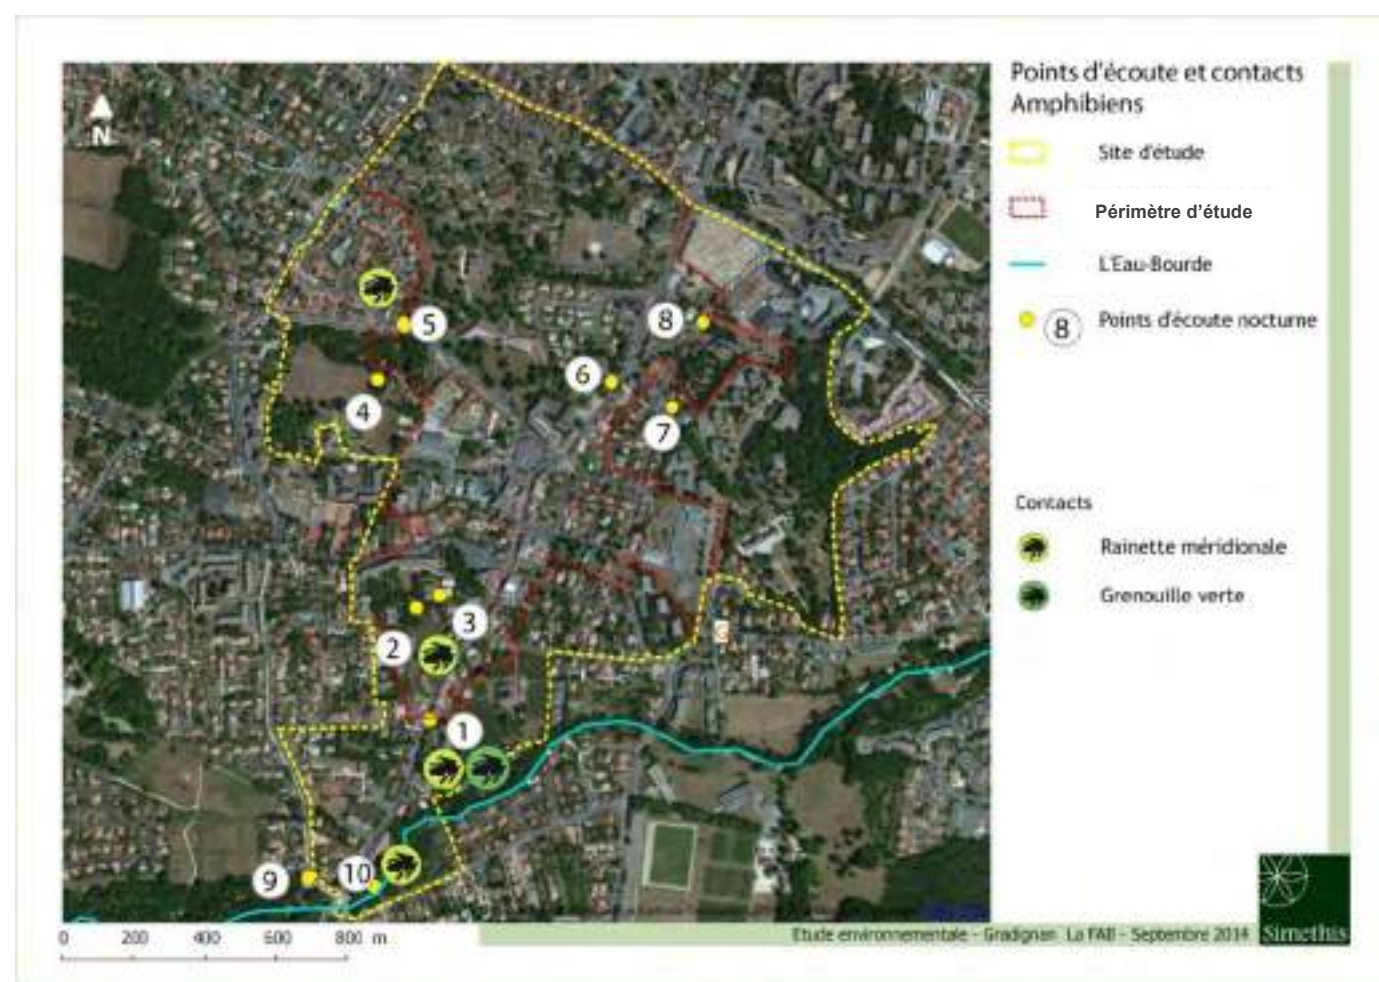 Points d'écoute et contacts
Amphibiens
N
Site d'étude
Périmètre d'étude
L'Eau-Bourde
8 Points d'écoute nocturne
Contacts
Rainette méridionale
Grenouille verte
5
8
6
4
7
3
2
1
9
10
0 200 400 600 800 m
Etude environnementale - Gradignan La FAB - Septembre 2014
Simethis